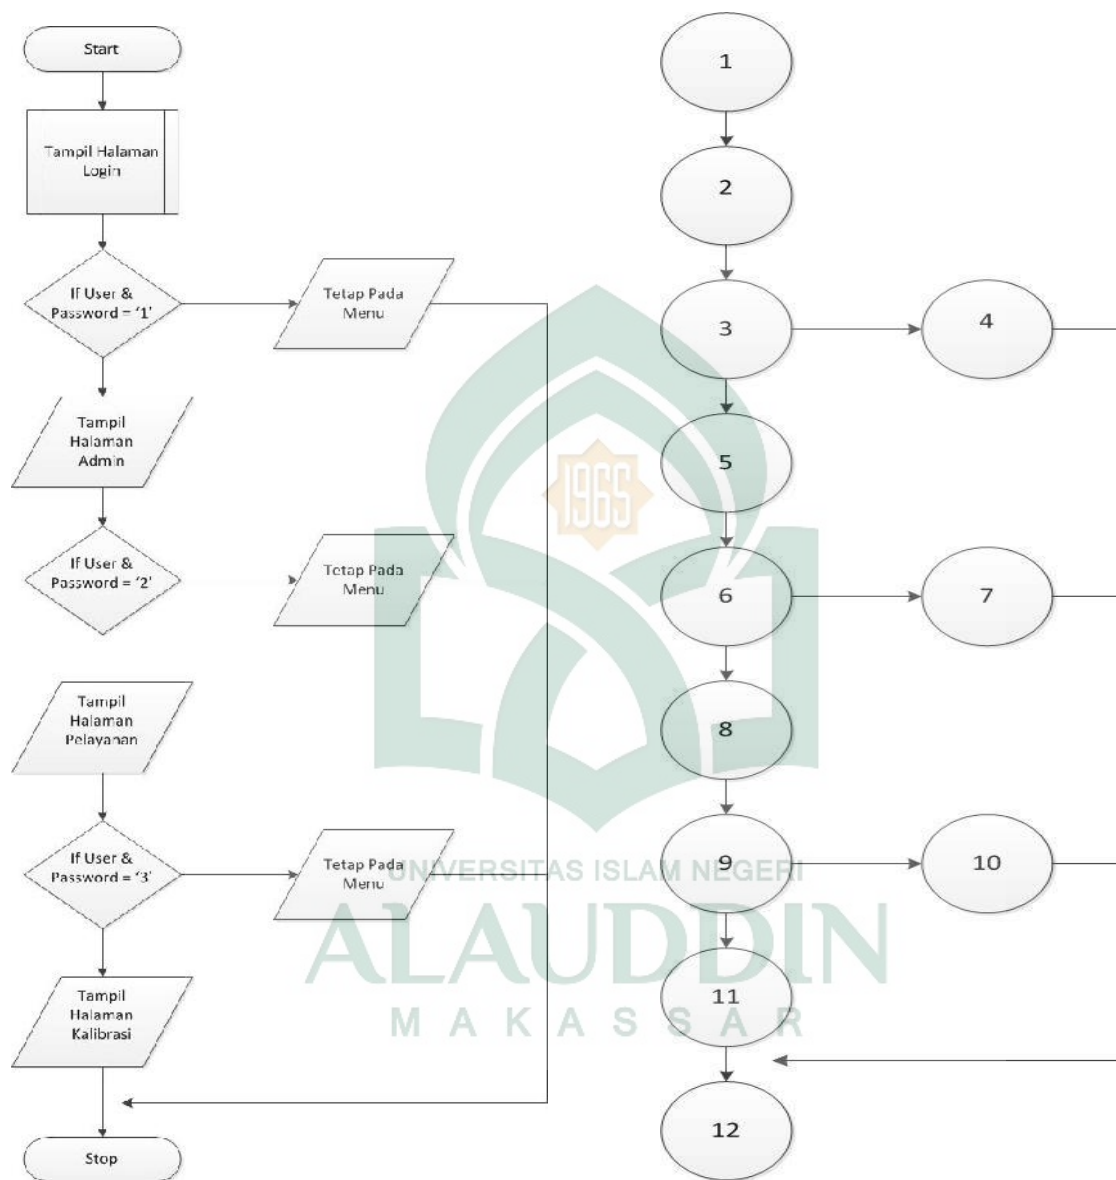 Start
Tampil Halaman
Login
If User &
Password = ‘1’
Tetap Pada
Menu
Tampil
Halaman
Admin
If User &
Password = ‘2’
Tetap Pada
Menu
Tampil
Halaman
Pelayanan
If User &
Password = ‘3’
Tetap Pada
Menu
Tampil
Halaman
Kalibrasi
Stop
1
2
3
4
5
6
7
8
9
10
11
12
1965
UNIVERSITAS ISLAM NEGERI
ALAUDDIN
MAKASSAR